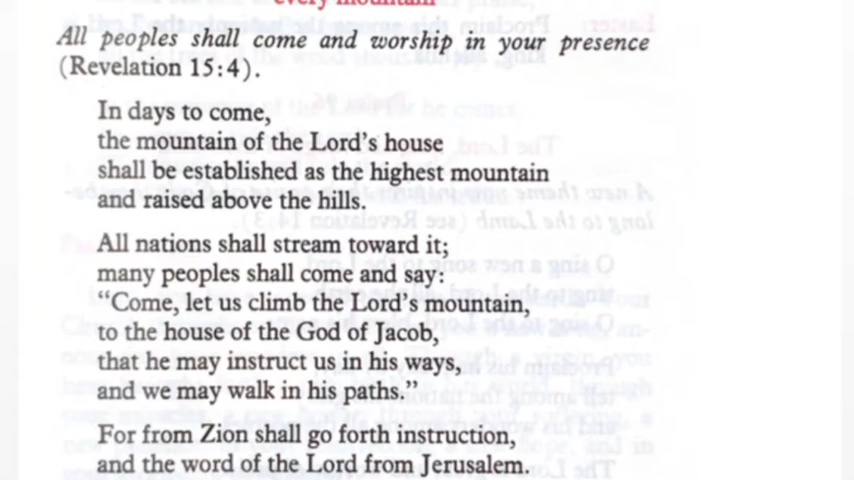 every mountain
All peoples shall come and worship in your presence
(Revelation 15:4).
In days to come,
the mountain of the Lord's house
shall be established as the highest mountain
and raised above the hills.
All nations shall stream toward it;
many peoples shall come and say:
“Come, let us climb the Lord's mountain,
to the house of the God of Jacob,
that he may instruct us in his ways,
and we may walk in his paths.”
For from Zion shall go forth instruction,
and the word of the Lord from Jerusalem.